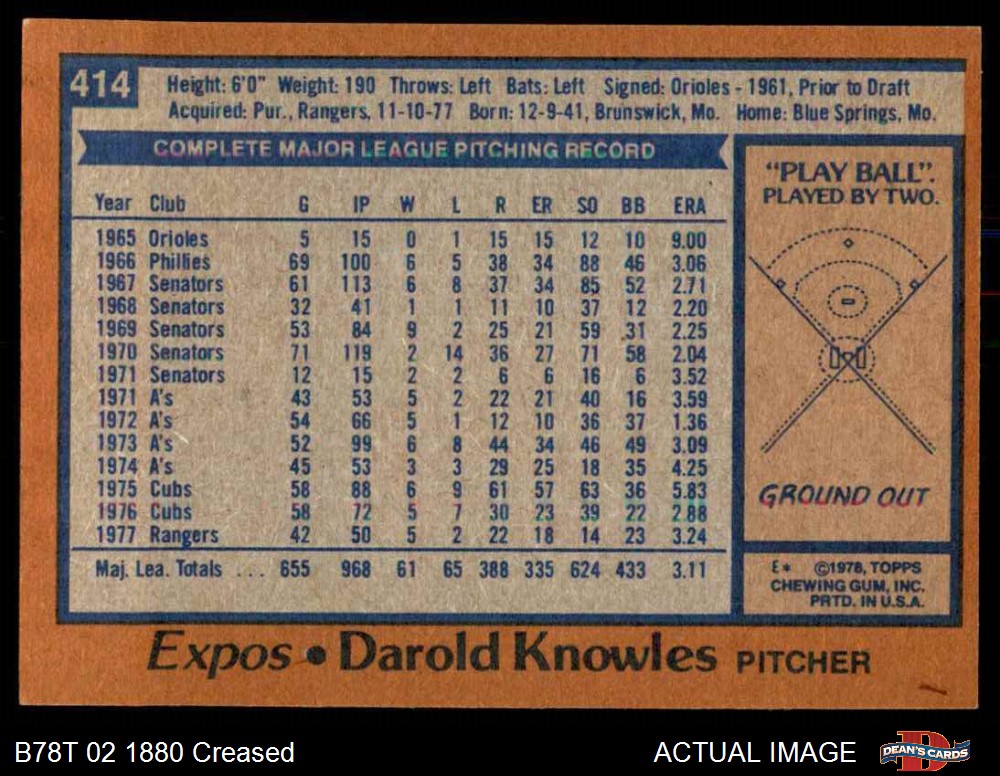 414
Height: 6'0" Weight: 190 Throws: Left Bats: Left Signed: Orioles - 1961, Prior to Draft
Acquired: Pur., Rangers, 11-10-77 Born: 12-9-41, Brunswick, Mo. Home: Blue Springs, Mo.
COMPLETE MAJOR LEAGUE PITCHING RECORD
Year Club G IP W L R ER SO BB ERA
1965 Orioles 5 15 0 1 15 15 12 10 9.00
1966 Phillies 69 100 6 5 38 34 88 46 3.06
1967 Senators 61 113 6 8 37 34 85 52 2.71
1968 Senators 32 41 1 1 11 10 37 12 2.20
1969 Senators 53 84 9 2 25 21 59 31 2.25
1970 Senators 71 119 2 14 36 27 71 58 2.04
1971 Senators 12 15 2 2 6 6 16 6 3.52
1971 A's 43 53 5 2 22 21 40 16 3.59
1972 A's 54 66 5 1 12 10 36 37 1.36
1973 A's 52 99 6 8 44 34 46 49 3.09
1974 A's 45 53 3 3 29 25 18 35 4.25
1975 Cubs 58 88 6 9 61 57 63 36 5.83
1976 Cubs 58 72 5 7 30 23 39 22 2.88
1977 Rangers 42 50 5 2 22 18 14 23 3.24
Maj. Lea. Totals ... 655 968 61 65 388 335 624 433 3.11
"PLAY BALL".
PLAYED BY TWO.
GROUND OUT
E* ©1978, TOPPS
CHEWING GUM, INC.
PRTD. IN U.S.A.
Expos • Darold Knowles PITCHER
B78T 02 1880 Creased
ACTUAL IMAGE
D
DEAN'S CARDS